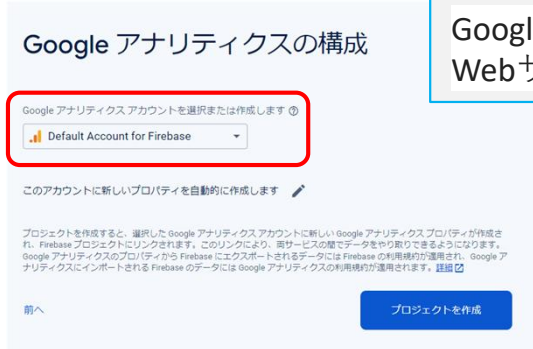 Google アナリティクスの構成
Googl
Webサ
Google アナリティクス アカウントを選択または作成します
Default Account for Firebase
このアカウントに新しいプロパティを自動的に作成します
プロジェクトを作成すると、選択した Google アナリティクス アカウントに新しい Google アナリティクス プロパティが作成さ
れ、Firebase プロジェクトにリンクされます。このリンクにより、両サービスの間でデータをやり取りできるようになります。
Google アナリティクスのプロパティから Firebase にエクスポートされるデータには Firebase の利用規約が適用され、Google ア
ナリティクスにインポートされる Firebase のデータには Google アナリティクスの利用規約が適用されます。詳細
前へ
プロジェクトを作成